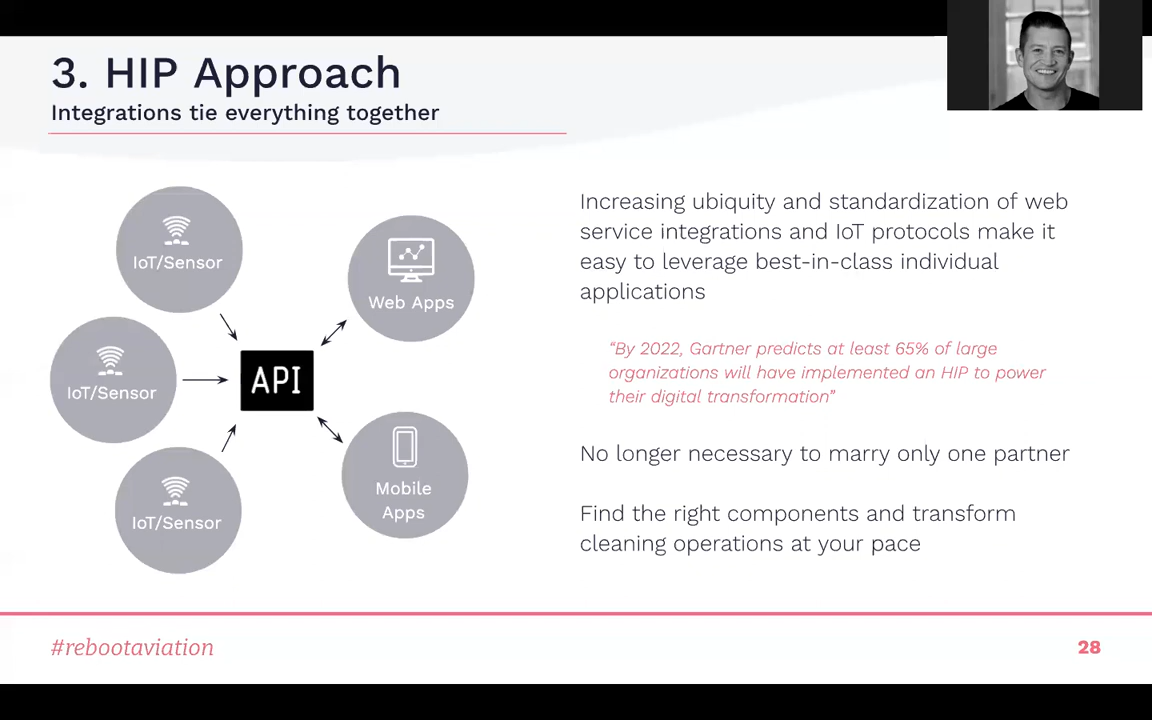 3. HIP Approach
Integrations tie everything together
IoT/Sensor
IoT/Sensor
IoT/Sensor
API
Web Apps
Mobile
Apps
Increasing ubiquity and standardization of web
service integrations and IoT protocols make it
easy to leverage best-in-class individual
applications
“By 2022, Gartner predicts at least 65% of large
organizations will have implemented an HIP to power
their digital transformation”
No longer necessary to marry only one partner
Find the right components and transform
cleaning operations at your pace
#rebootaviation
28